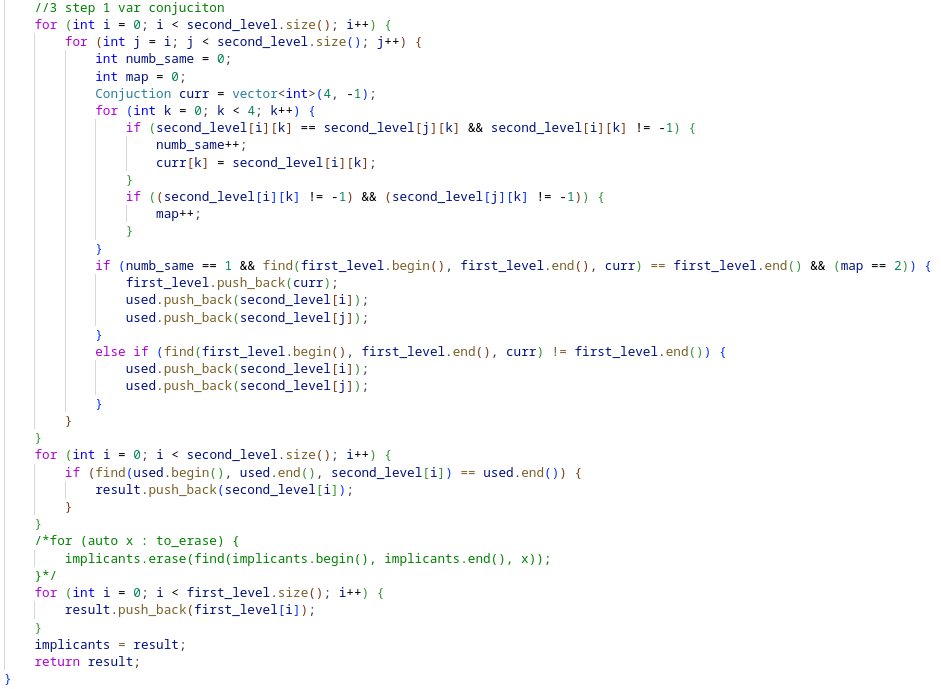 //3 step 1 var conjuciton
for (int i = 0; i < second_level.size(); i++) {
for (int j = i; j < second_level.size(); j++) {
int numb_same = 0;
int map = 0;
Conjuction curr = vector<int>(4, -1);
for (int k = 0; k < 4; k++) {
if (second_level[i][k] == second_level[j][k] && second_level[i][k] != -1) {
numb_same++;
curr[k] = second_level[i][k];
}
if ((second_level[i][k] != -1) && (second_level[j][k] != -1)) {
map++;
}
}
if (numb_same == 1 && find(first_level.begin(), first_level.end(), curr) == first_level.end() && (map == 2)) {
first_level.push_back(curr);
used.push_back(second_level[i]);
used.push_back(second_level[j]);
}
else if (find(first_level.begin(), first_level.end(), curr) != first_level.end()) {
used.push_back(second_level[i]);
used.push_back(second_level[j]);
}
}
}
for (int i = 0; i < second_level.size(); i++) {
if (find(used.begin(), used.end(), second_level[i]) == used.end()) {
result.push_back(second_level[i]);
}
}
/*for (auto x : to_erase) {
implicants.erase(find(implicants.begin(), implicants.end(), x));
}*/
for (int i = 0; i < first_level.size(); i++) {
result.push_back(first_level[i]);
}
implicants = result;
return result;
}